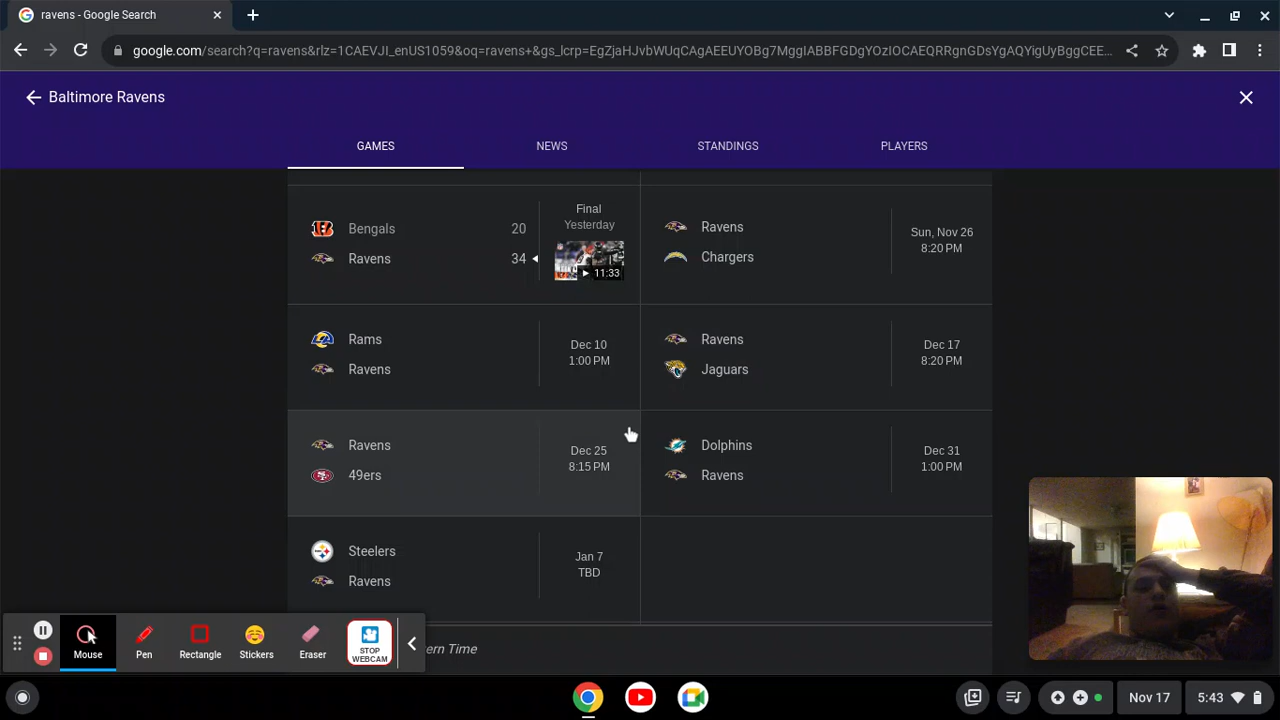 ravens - Google Search
google.com/search?q=ravens&rlz=1CAEVJI_enUS1059&oq=ravens+&gs_lcrp=EgZjaHJvbWUqCAgAEEUYOBg7MggIABBFGDgYOzIOCAEQRRgnGDsYgAQYigUyBggCEE...
Baltimore Ravens
GAMES
NEWS
STANDINGS
PLAYERS
Bengals 20
Ravens 34
Final
Yesterday
11:33
Ravens
Chargers
Sun, Nov 26
8:20 PM
Rams
Ravens
Dec 10
1:00 PM
Ravens
Jaguars
Dec 17
8:20 PM
Ravens
49ers
Dec 25
8:15 PM
Dolphins
Ravens
Dec 31
1:00 PM
Steelers
Ravens
Jan 7
TBD
ern Time
Mouse
Pen
Rectangle
Stickers
Eraser
STOP
WEBCAM
Nov 17
5:43